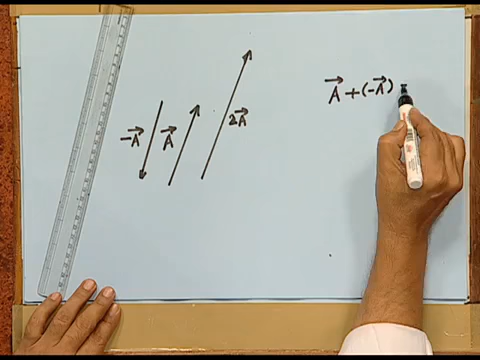 -A⃗
A⃗
2A⃗
A⃗ + (-A⃗) =